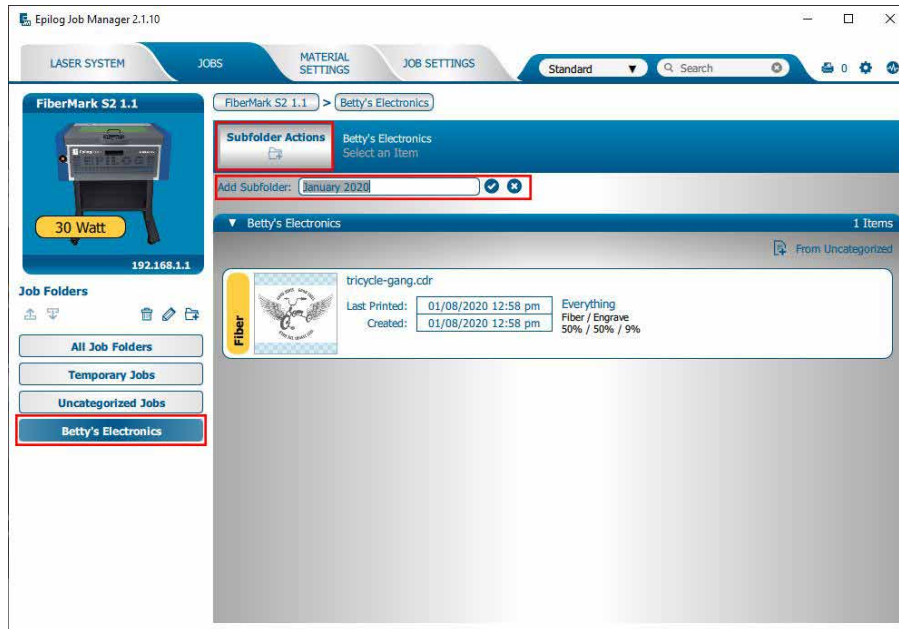 Epilog Job Manager 2.1.10
LASER SYSTEM
JOBS
MATERIAL
SETTINGS
JOB SETTINGS
Standard
Search
0
FiberMark S2 1.1
30 Watt
192.168.1.1
Job Folders
All Job Folders
Temporary Jobs
Uncategorized Jobs
Betty's Electronics
FiberMark S2 1.1 > Betty's Electronics
Subfolder Actions
Betty's Electronics
Select an Item
Add Subfolder: January 2020
Betty's Electronics
1 Items
From Uncategorized
Fiber
tricycle-gang.cdr
Last Printed: 01/08/2020 12:58 pm
Created: 01/08/2020 12:58 pm
Everything
Fiber / Engrave
50% / 50% / 9%